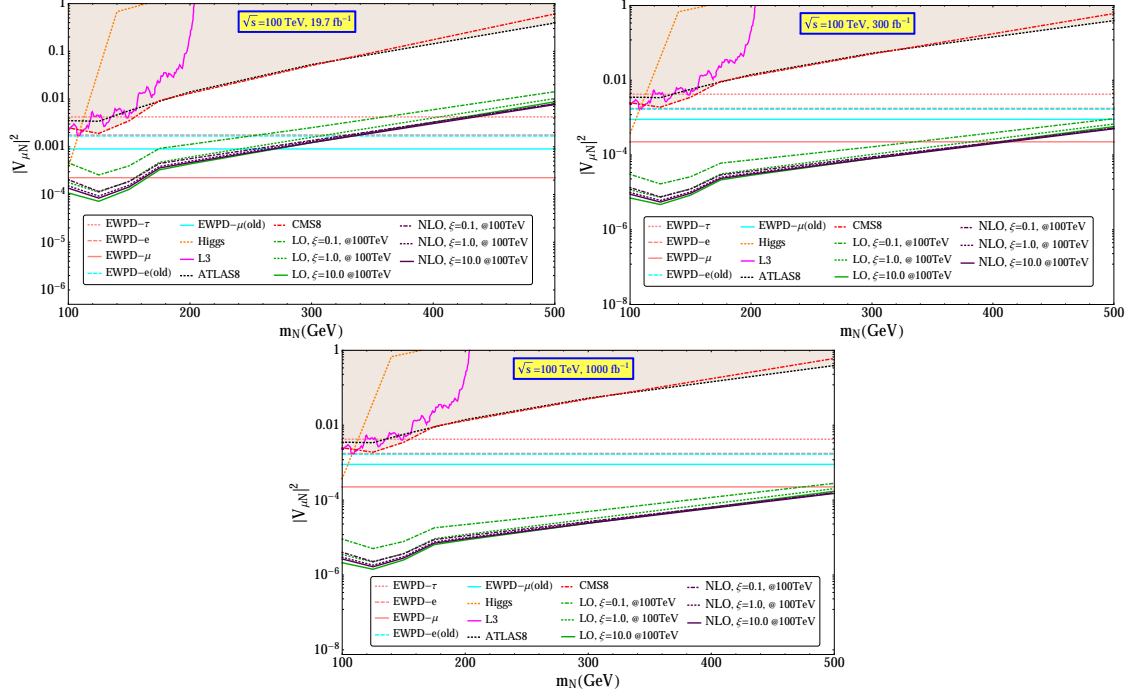 √s =100 TeV, 19.7 fb⁻¹
1
0.1
0.01
0.001
10⁻⁴
10⁻⁵
10⁻⁶
|V_μN|²
EWPD-τ
EWPD-e
EWPD-μ
EWPD-e(old)
EWPD-μ(old)
Higgs
L3
ATLAS8
CMS8
LO, ξ=0.1, @100TeV
LO, ξ=1.0, @ 100TeV
LO, ξ=10.0 @100TeV
NLO, ξ=0.1, @100TeV
NLO, ξ=1.0, @ 100TeV
NLO, ξ=10.0 @100TeV
100 200 300 400 500
m_N(GeV)
√s =100 TeV, 300 fb⁻¹
1
0.01
10⁻⁴
10⁻⁶
10⁻⁸
|V_μN|²
EWPD-τ
EWPD-e
EWPD-μ
EWPD-e(old)
EWPD-μ(old)
Higgs
L3
ATLAS8
CMS8
LO, ξ=0.1, @100TeV
LO, ξ=1.0, @ 100TeV
LO, ξ=10.0 @100TeV
NLO, ξ=0.1, @100TeV
NLO, ξ=1.0, @ 100TeV
NLO, ξ=10.0 @100TeV
100 200 300 400 500
m_N(GeV)
√s =100 TeV, 1000 fb⁻¹
1
0.01
10⁻⁴
10⁻⁶
10⁻⁸
|V_μN|²
EWPD-τ
EWPD-e
EWPD-μ
EWPD-e(old)
EWPD-μ(old)
Higgs
L3
ATLAS8
CMS8
LO, ξ=0.1, @100TeV
LO, ξ=1.0, @ 100TeV
LO, ξ=10.0 @100TeV
NLO, ξ=0.1, @100TeV
NLO, ξ=1.0, @ 100TeV
NLO, ξ=10.0 @100TeV
100 200 300 400 500
m_N(GeV)